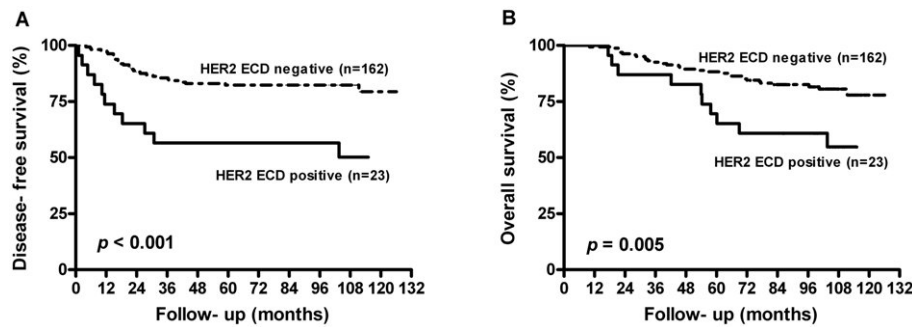 A
Disease- free survival (%)
100
75
50
25
0
HER2 ECD negative (n=162)
HER2 ECD positive (n=23)
p < 0.001
0 12 24 36 48 60 72 84 96 108 120 132
Follow- up (months)
B
Overall survival (%)
100
75
50
25
0
HER2 ECD negative (n=162)
HER2 ECD positive (n=23)
p = 0.005
0 12 24 36 48 60 72 84 96 108 120 132
Follow- up (months)